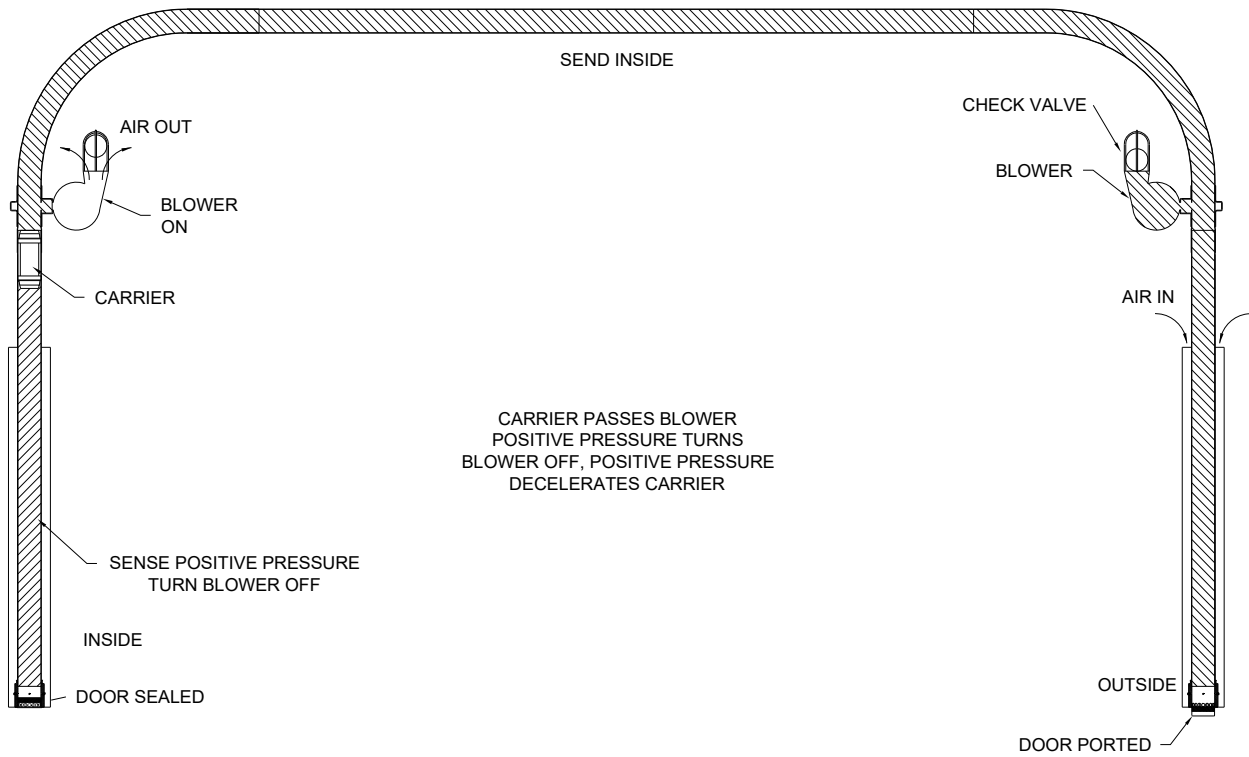 SEND INSIDE
CHECK VALVE
AIR OUT
BLOWER
BLOWER
ON
CARRIER
AIR IN
CARRIER PASSES BLOWER
POSITIVE PRESSURE TURNS
BLOWER OFF, POSITIVE PRESSURE
DECELERATES CARRIER
SENSE POSITIVE PRESSURE
TURN BLOWER OFF
INSIDE
OUTSIDE
DOOR SEALED
DOOR PORTED